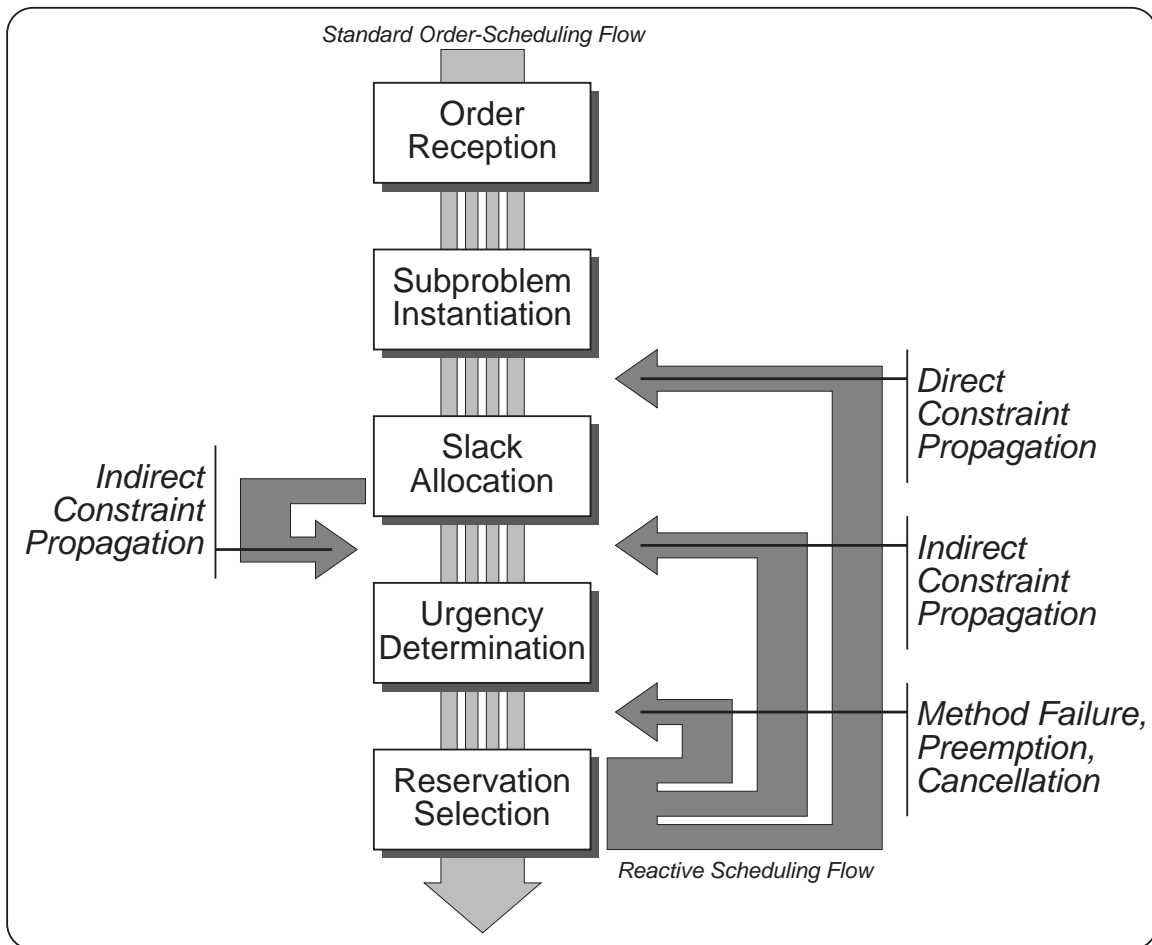 Standard Order-Scheduling Flow
Order
Reception
Subproblem
Instantiation
Slack
Allocation
Urgency
Determination
Reservation
Selection
Indirect
Constraint
Propagation
Direct
Constraint
Propagation
Indirect
Constraint
Propagation
Method Failure,
Preemption,
Cancellation
Reactive Scheduling Flow